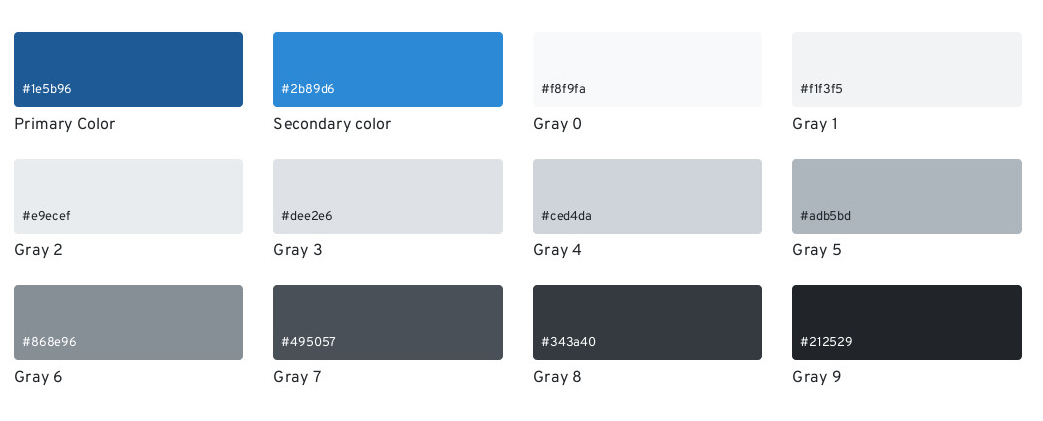 #1e5b96
#2b89d6
#f8f9fa
#f1f3f5
Primary Color
Secondary color
Gray 0
Gray 1
#e9ecef
#dee2e6
#ced4da
#adb5bd
Gray 2
Gray 3
Gray 4
Gray 5
#868e96
#495057
#343a40
#212529
Gray 6
Gray 7
Gray 8
Gray 9